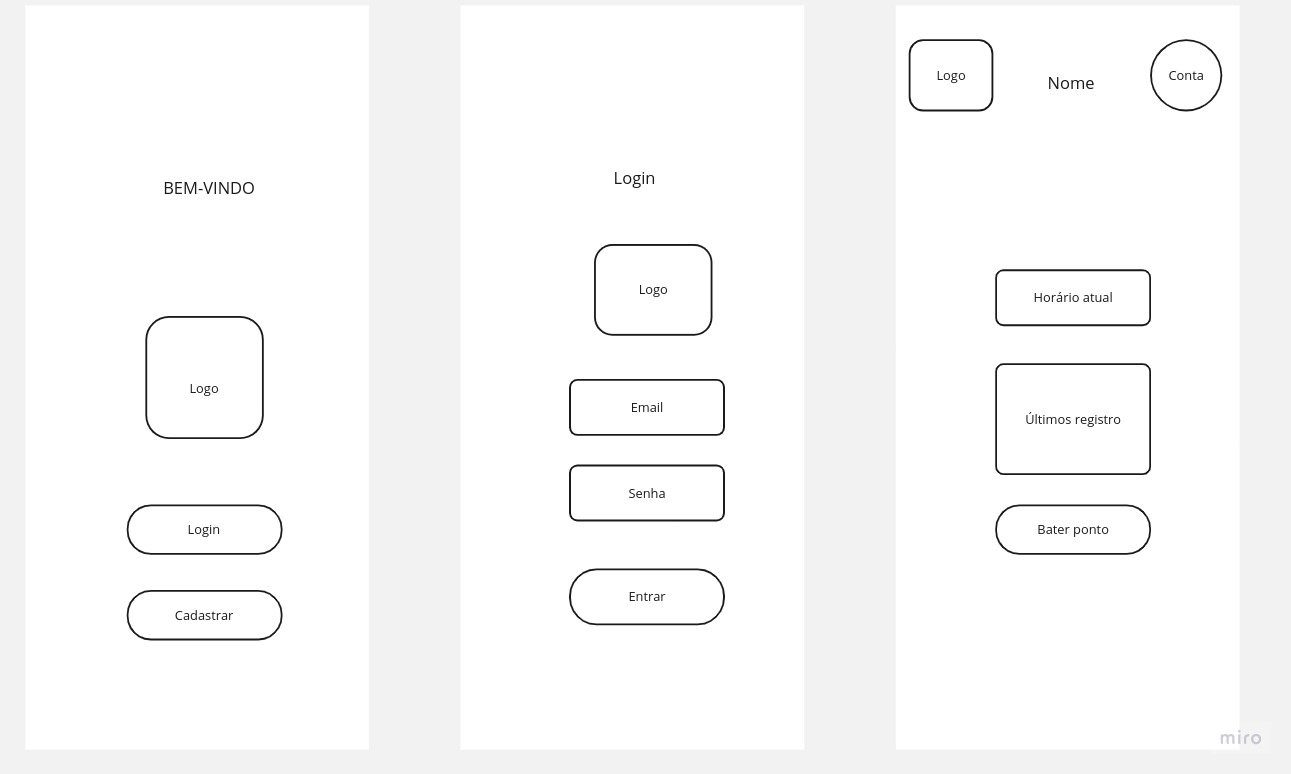 BEM-VINDO
Logo
Login
Cadastrar
Login
Logo
Email
Senha
Entrar
Logo
Nome
Conta
Horário atual
Últimos registro
Bater ponto
miro